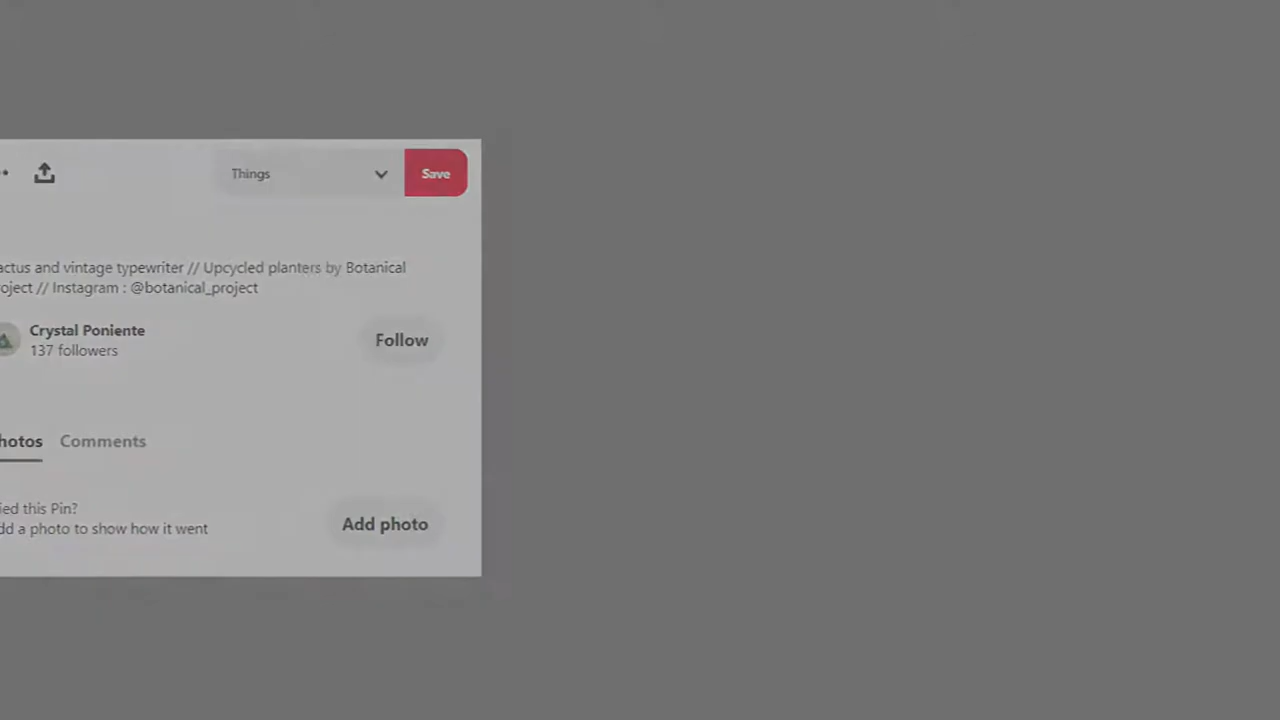 Things
Save
actus and vintage typewriter // Upcycled planters by Botanical
oject // Instagram : @botanical_project
Crystal Poniente
137 followers
Follow
hotos
Comments
ied this Pin?
dd a photo to show how it went
Add photo